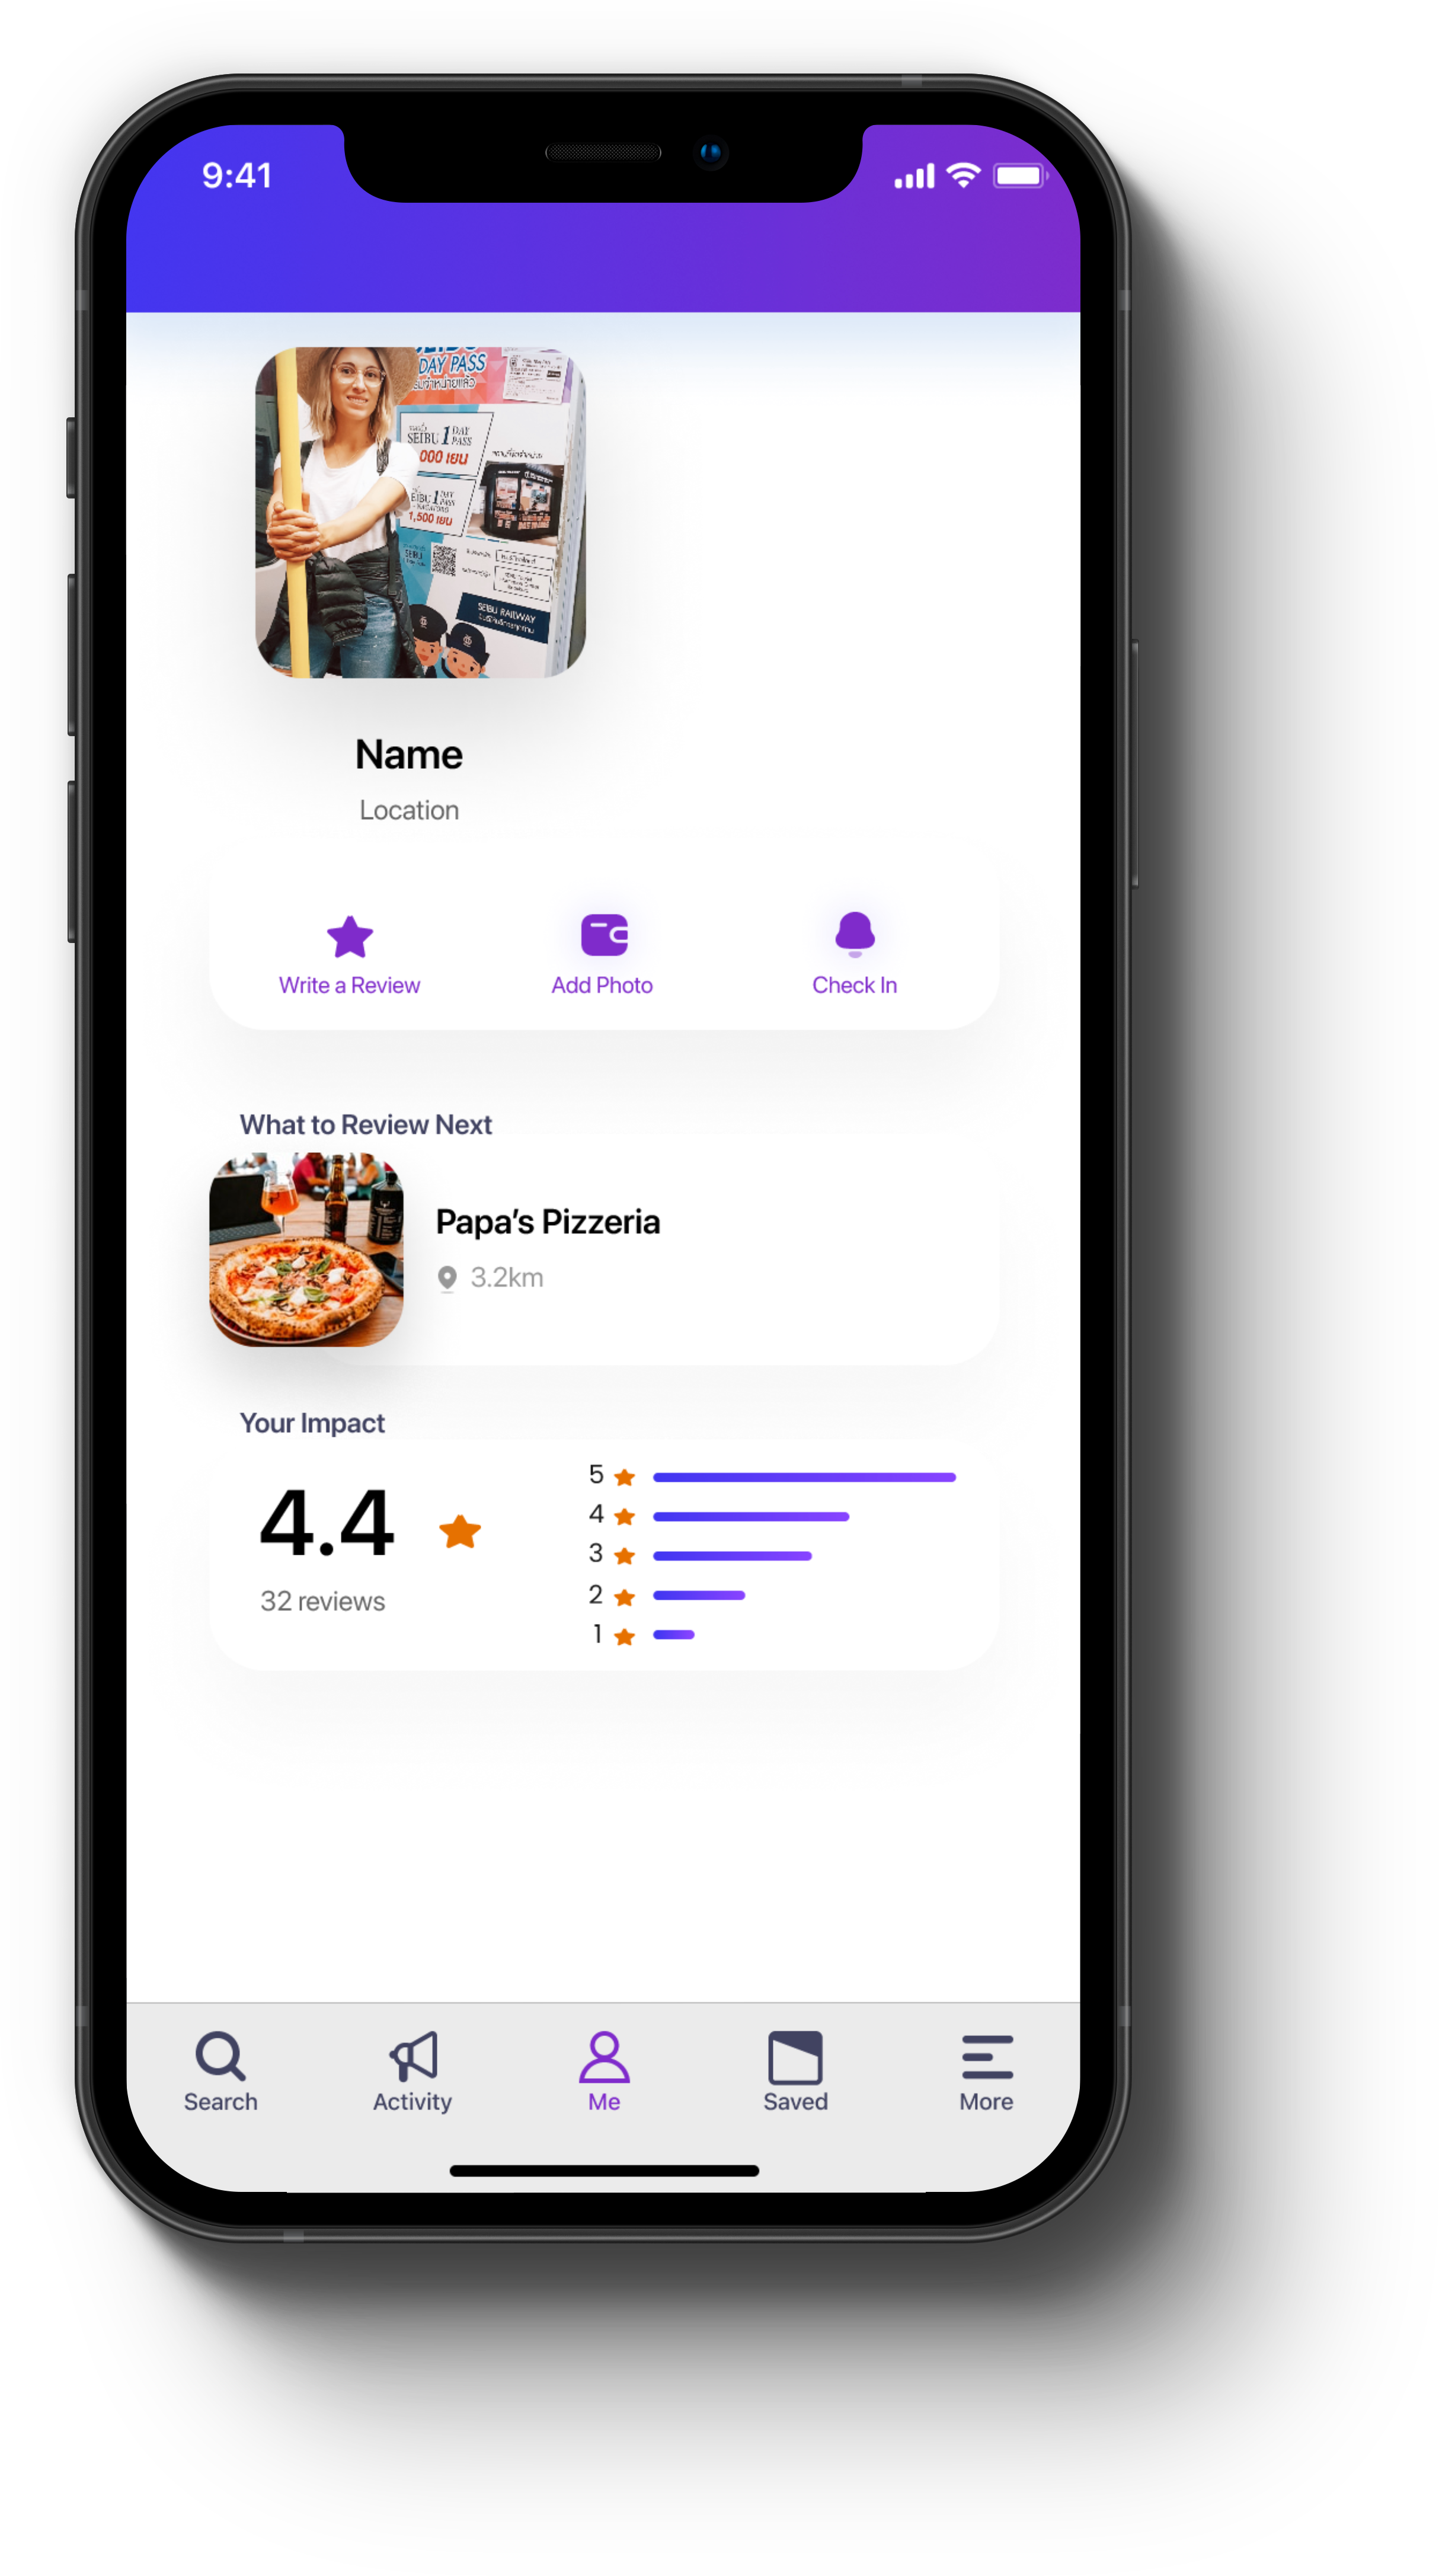 9:41
DAY PASS
SEIBU 1 DAY PASS
000 เยน
SEIBU 1 DAY PASS
1,500 เยน
SEIBU
SEIBU RAILWAY
Name
Location
Write a Review
Add Photo
Check In
What to Review Next
Papa’s Pizzeria
3.2km
Your Impact
4.4
32 reviews
5
4
3
2
1
Search
Activity
Me
Saved
More